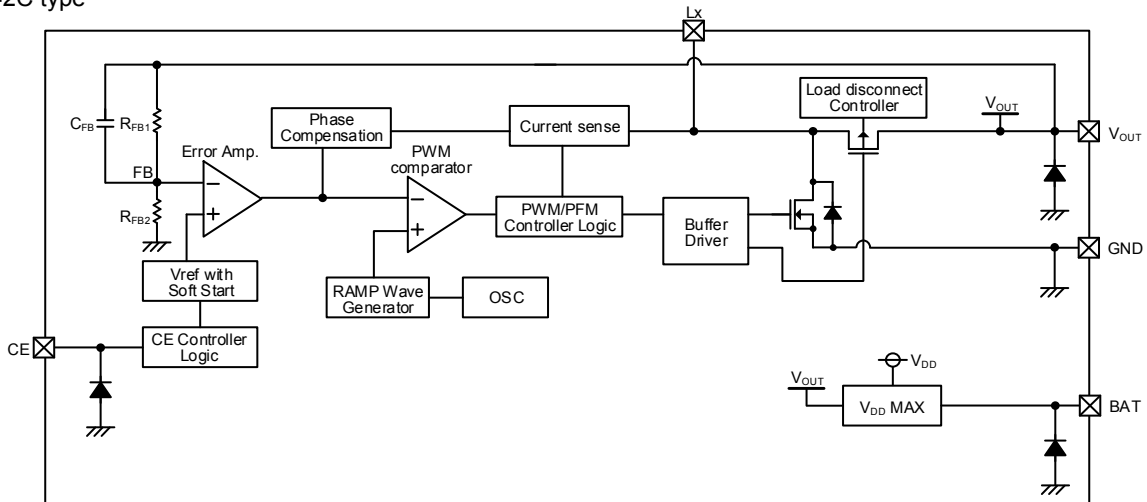 Lx
Load disconnect
Controller
VOUT
VOUT
Phase
Compensation
Current sense
CFB
RFB1
Error Amp.
PWM
comparator
FB
−
+
−
+
RFB2
PWM/PFM
Controller Logic
Buffer
Driver
GND
Vref with
Soft Start
RAMP Wave
Generator
OSC
CE
CE Controller
Logic
VDD
VOUT
VDD MAX
BAT